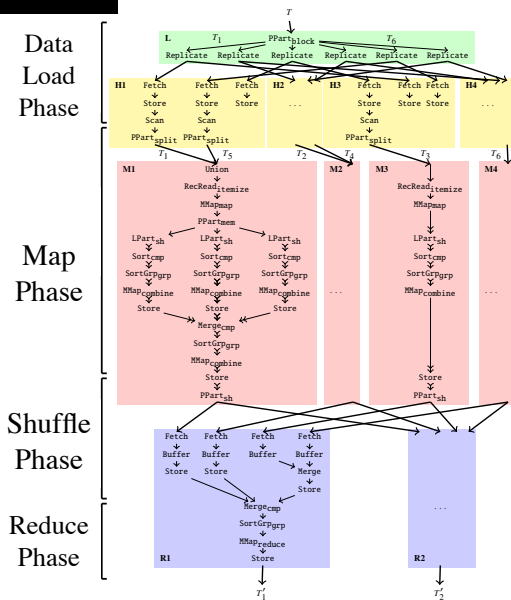 T
Data
Load
Phase
L
T1
PPartblock
T6
Replicate Replicate Replicate Replicate Replicate Replicate
H1 Fetch Fetch Fetch H2 H3 Fetch Fetch Fetch H4
Store Store Store ... Store Store Store ...
Scan Scan Scan
PPartsplit PPartsplit PPartsplit
T1 T5 T2 T4 T3 T6
Map
Phase
M1 Union M2 M3 M4
RecReaditemize RecReaditemize
MMapmap MMapmap
PPartmem
LPartsh LPartsh LPartsh LPartsh
Sortcmp Sortcmp Sortcmp Sortcmp
SortGrpgrp SortGrpgrp SortGrpgrp SortGrpgrp
MMapcombine MMapcombine MMapcombine ... MMapcombine ...
Store Store Store
Mergecmp
SortGrpgrp
MMapcombine
Store Store
PPartsh PPartsh
Shuffle
Phase
Fetch Fetch Fetch Fetch
Buffer Buffer Buffer Buffer
Store Store Merge
Store
Reduce
Phase
Mergecmp ...
SortGrpgrp
MMapreduce
R1 Store R2
T′1 T′2